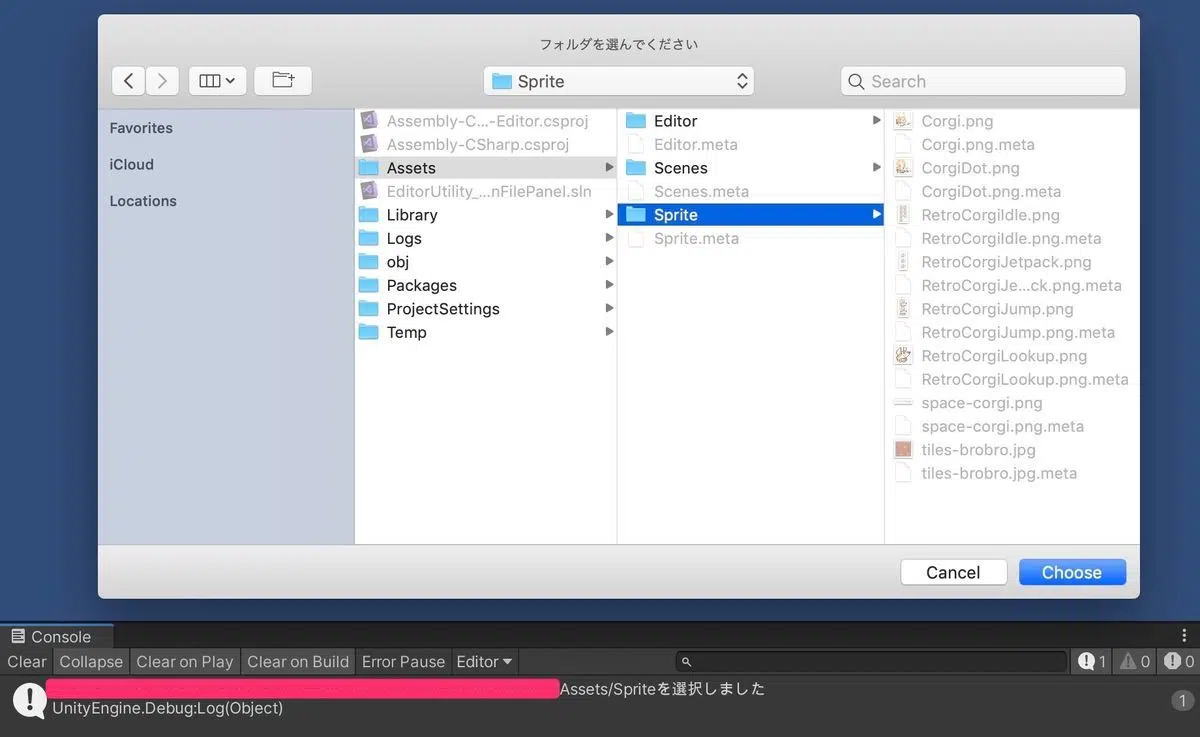 フォルダを選んでください
Sprite
Search
Favorites
iCloud
Locations
Assembly-C...-Editor.csproj
Assembly-CSharp.csproj
Assets
EditorUtility_...nFilePanel.sln
Library
Logs
obj
Packages
ProjectSettings
Temp
Editor
Editor.meta
Scenes
Scenes.meta
Sprite
Sprite.meta
Corgi.png
Corgi.png.meta
CorgiDot.png
CorgiDot.png.meta
RetroCorgiIdle.png
RetroCorgiIdle.png.meta
RetroCorgiJetpack.png
RetroCorgiJe...ck.png.meta
RetroCorgiJump.png
RetroCorgiJump.png.meta
RetroCorgiLookup.png
RetroCorgiLookup.png.meta
space-corgi.png
space-corgi.png.meta
tiles-brobro.jpg
tiles-brobro.jpg.meta
Cancel
Choose
Console
Clear Collapse Clear on Play Clear on Build Error Pause Editor 1 0 0
Assets/Spriteを選択しました
UnityEngine.Debug:Log(Object)
1